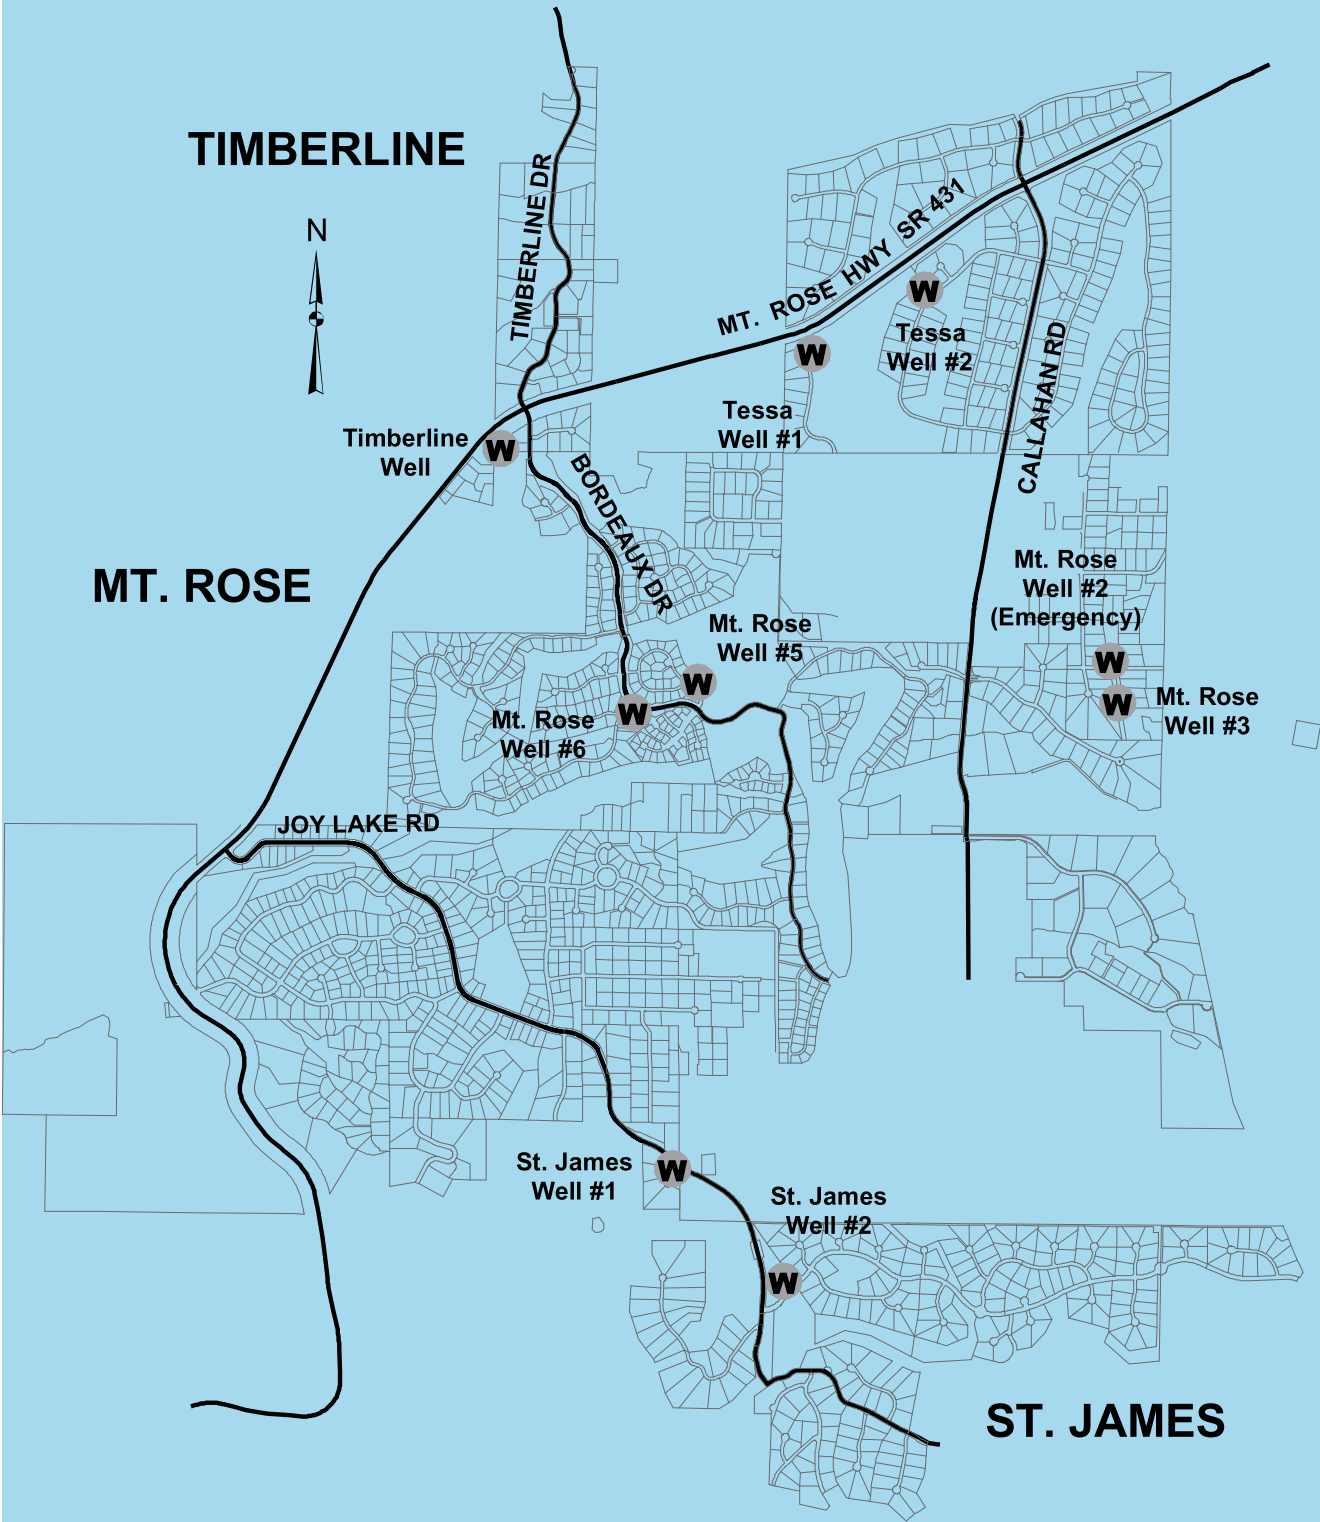 TIMBERLINE
N
TIMBERLINE DR
MT. ROSE HWY SR 431
W
Tessa
Well #2
W
Tessa
Well #1
CALLAHAN RD
Timberline
Well
W
BORDEAUX DR
MT. ROSE
Mt. Rose
Well #2
(Emergency)
W
Mt. Rose
Well #5
W
W
Mt. Rose
Well #3
Mt. Rose
Well #6
W
JOY LAKE RD
St. James
Well #1
W
St. James
Well #2
W
ST. JAMES